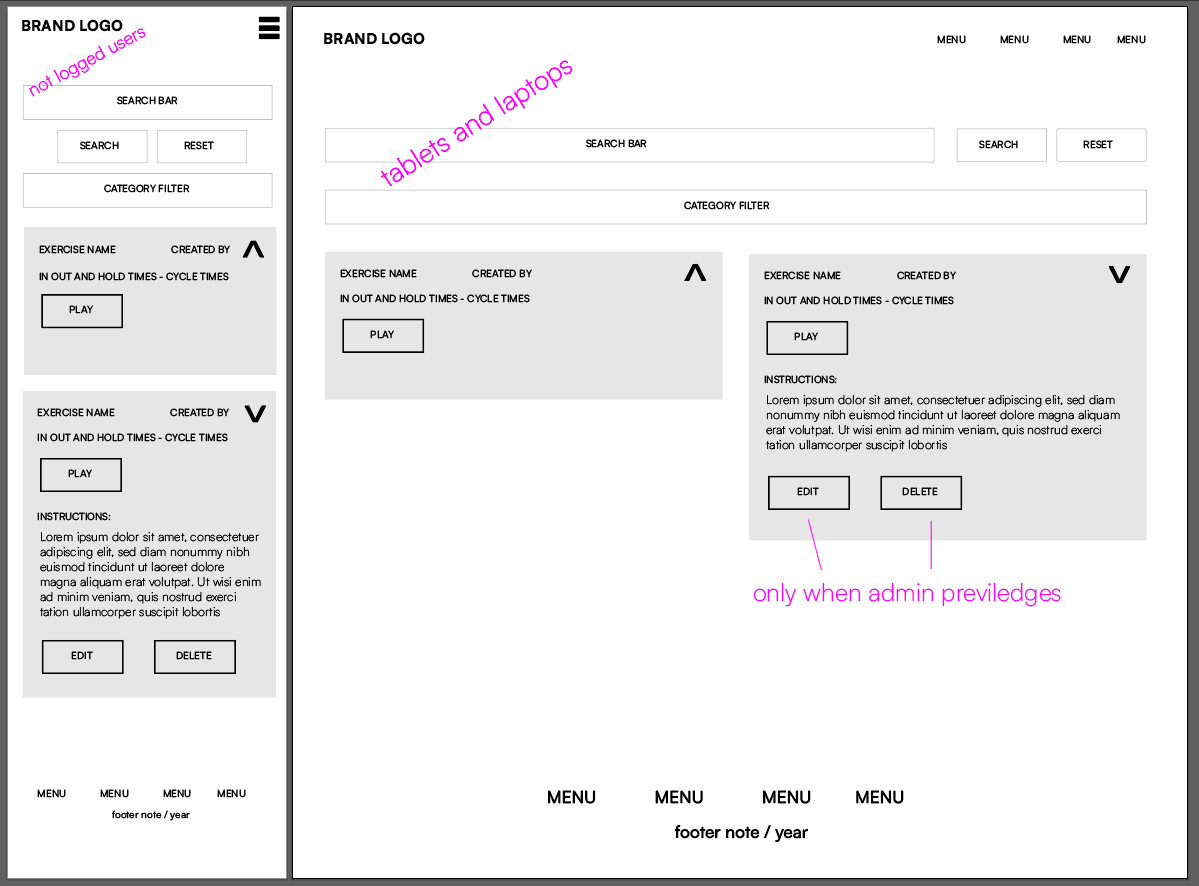 BRAND LOGO
not logged users
SEARCH BAR
SEARCH
RESET
CATEGORY FILTER
EXERCISE NAME
CREATED BY
IN OUT AND HOLD TIMES - CYCLE TIMES
PLAY
EXERCISE NAME
CREATED BY
IN OUT AND HOLD TIMES - CYCLE TIMES
PLAY
INSTRUCTIONS:
Lorem ipsum dolor sit amet, consectetuer
adipiscing elit, sed diam nonummy nibh
euismod tincidunt ut laoreet dolore
magna aliquam erat volutpat. Ut wisi enim
ad minim veniam, quis nostrud exerci
tation ullamcorper suscipit lobortis
EDIT
DELETE
MENU MENU MENU MENU
footer note / year
BRAND LOGO
MENU MENU MENU MENU
tablets and laptops
SEARCH BAR
SEARCH
RESET
CATEGORY FILTER
EXERCISE NAME
CREATED BY
IN OUT AND HOLD TIMES - CYCLE TIMES
PLAY
EXERCISE NAME
CREATED BY
IN OUT AND HOLD TIMES - CYCLE TIMES
PLAY
INSTRUCTIONS:
Lorem ipsum dolor sit amet, consectetuer adipiscing elit, sed diam
nonummy nibh euismod tincidunt ut laoreet dolore magna aliquam
erat volutpat. Ut wisi enim ad minim veniam, quis nostrud exerci
tation ullamcorper suscipit lobortis
EDIT
DELETE
only when admin previledges
MENU MENU MENU MENU
footer note / year